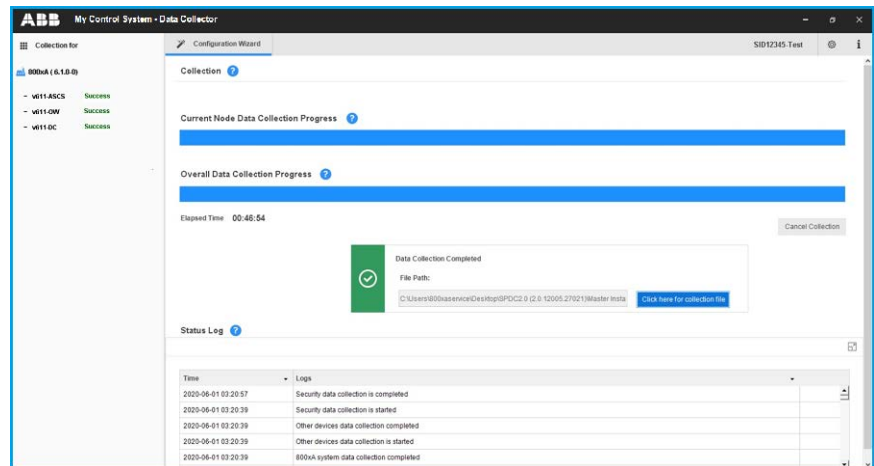 ABB My Control System - Data Collector
Collection for
Configuration Wizard
SID12345-Test
800xA ( 6.1.0-0)
Collection ?
- v611-ASCS Success
- v611-OW Success
- v611-DC Success
Current Node Data Collection Progress ?
Overall Data Collection Progress ?
Elapsed Time 00:46:54
Cancel Collection
Data Collection Completed
File Path:
C:\Users\800xaservice\Desktop\SPDC2.0 (2.0.12005.27021)\Master insta
Click here for collection file
Status Log ?
Time Logs
2020-06-01 03:20:57 Security data collection is completed
2020-06-01 03:20:39 Security data collection is started
2020-06-01 03:20:39 Other devices data collection completed
2020-06-01 03:20:39 Other devices data collection is started
2020-06-01 03:20:39 800xA system data collection completed